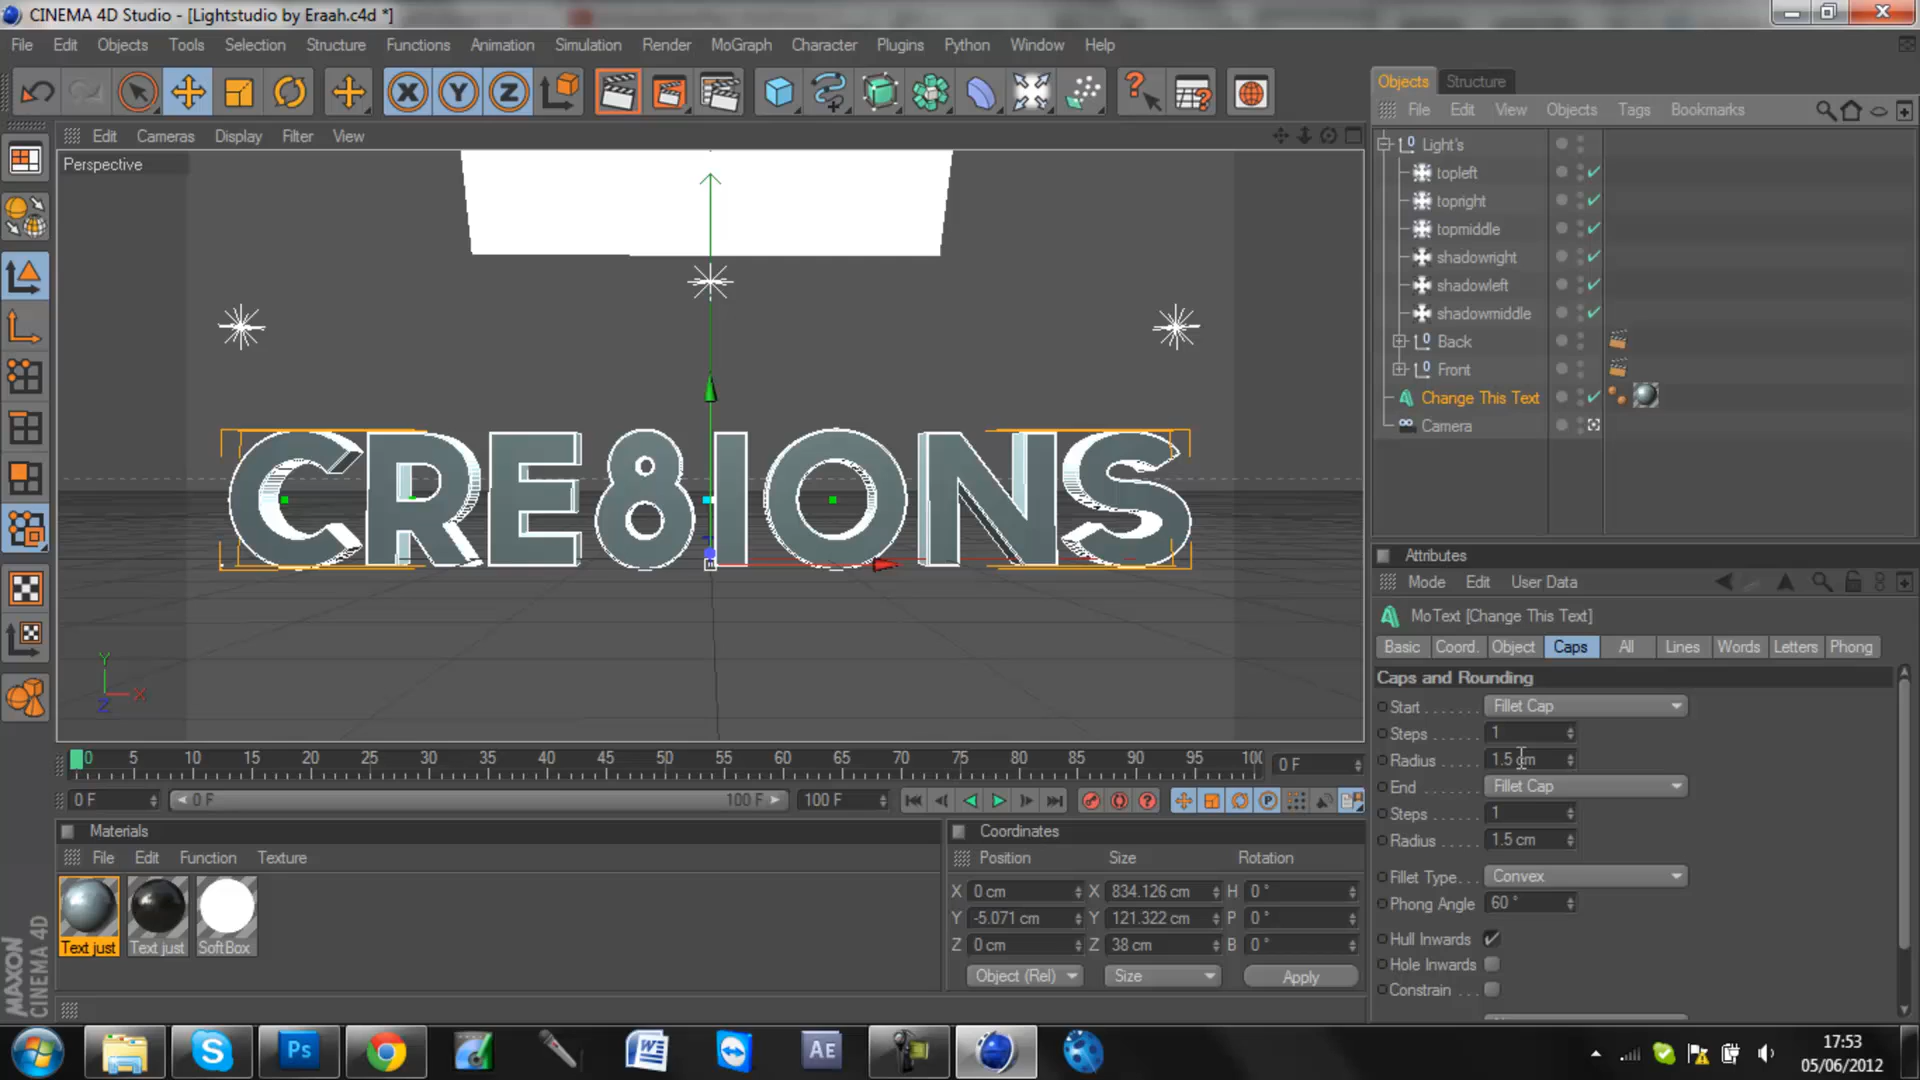 CINEMA 4D Studio - [Lightstudio by Eraah.c4d *]
File Edit Objects Tools Selection Structure Functions Animation Simulation Render MoGraph Character Plugins Python Window Help
X Y Z
Edit Cameras Display Filter View
Perspective
CRE8IONS
Y
X
Z
0 5 10 15 20 25 30 35 40 45 50 55 60 65 70 75 80 85 90 95 100
0 F
0 F 0 F 100 F 100 F
Materials
File Edit Function Texture
Text just Text just SoftBox
MAXON
CINEMA 4D
Coordinates
Position Size Rotation
X 0 cm X 834.126 cm H 0 °
Y -5.071 cm Y 121.322 cm P 0 °
Z 0 cm Z 38 cm B 0 °
Object (Rel) Size Apply
Objects Structure
File Edit View Objects Tags Bookmarks
Light's
topleft
topright
topmiddle
shadowright
shadowleft
shadowmiddle
Back
Front
Change This Text
Camera
Attributes
Mode Edit User Data
MoText [Change This Text]
Basic Coord. Object Caps All Lines Words Letters Phong
Caps and Rounding
Start Fillet Cap
Steps 1
Radius 1.5 cm
End Fillet Cap
Steps 1
Radius 1.5 cm
Fillet Type Convex
Phong Angle 60 °
Hull Inwards
Hole Inwards
Constrain
Ps
AE
17:53
05/06/2012